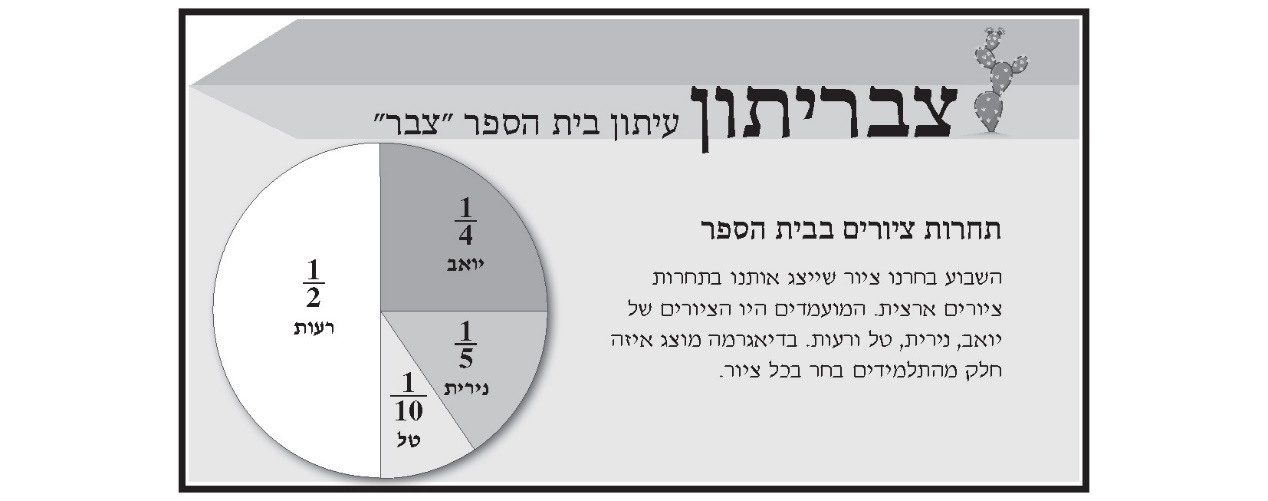 צבריתון עיתון בית הספר "צבר"
תחרות ציורים בבית הספר
השבוע בחרנו ציור שייצג אותנו בתחרות
ציורים ארצית. המועמדים היו הציורים של
יואב, נירית, טל ורעות. בדיאגרמה מוצג איזה
חלק מהתלמידים בחר בכל ציור.
1/4
יואב
1/2
רעות
1/5
נירית
1/10
טל